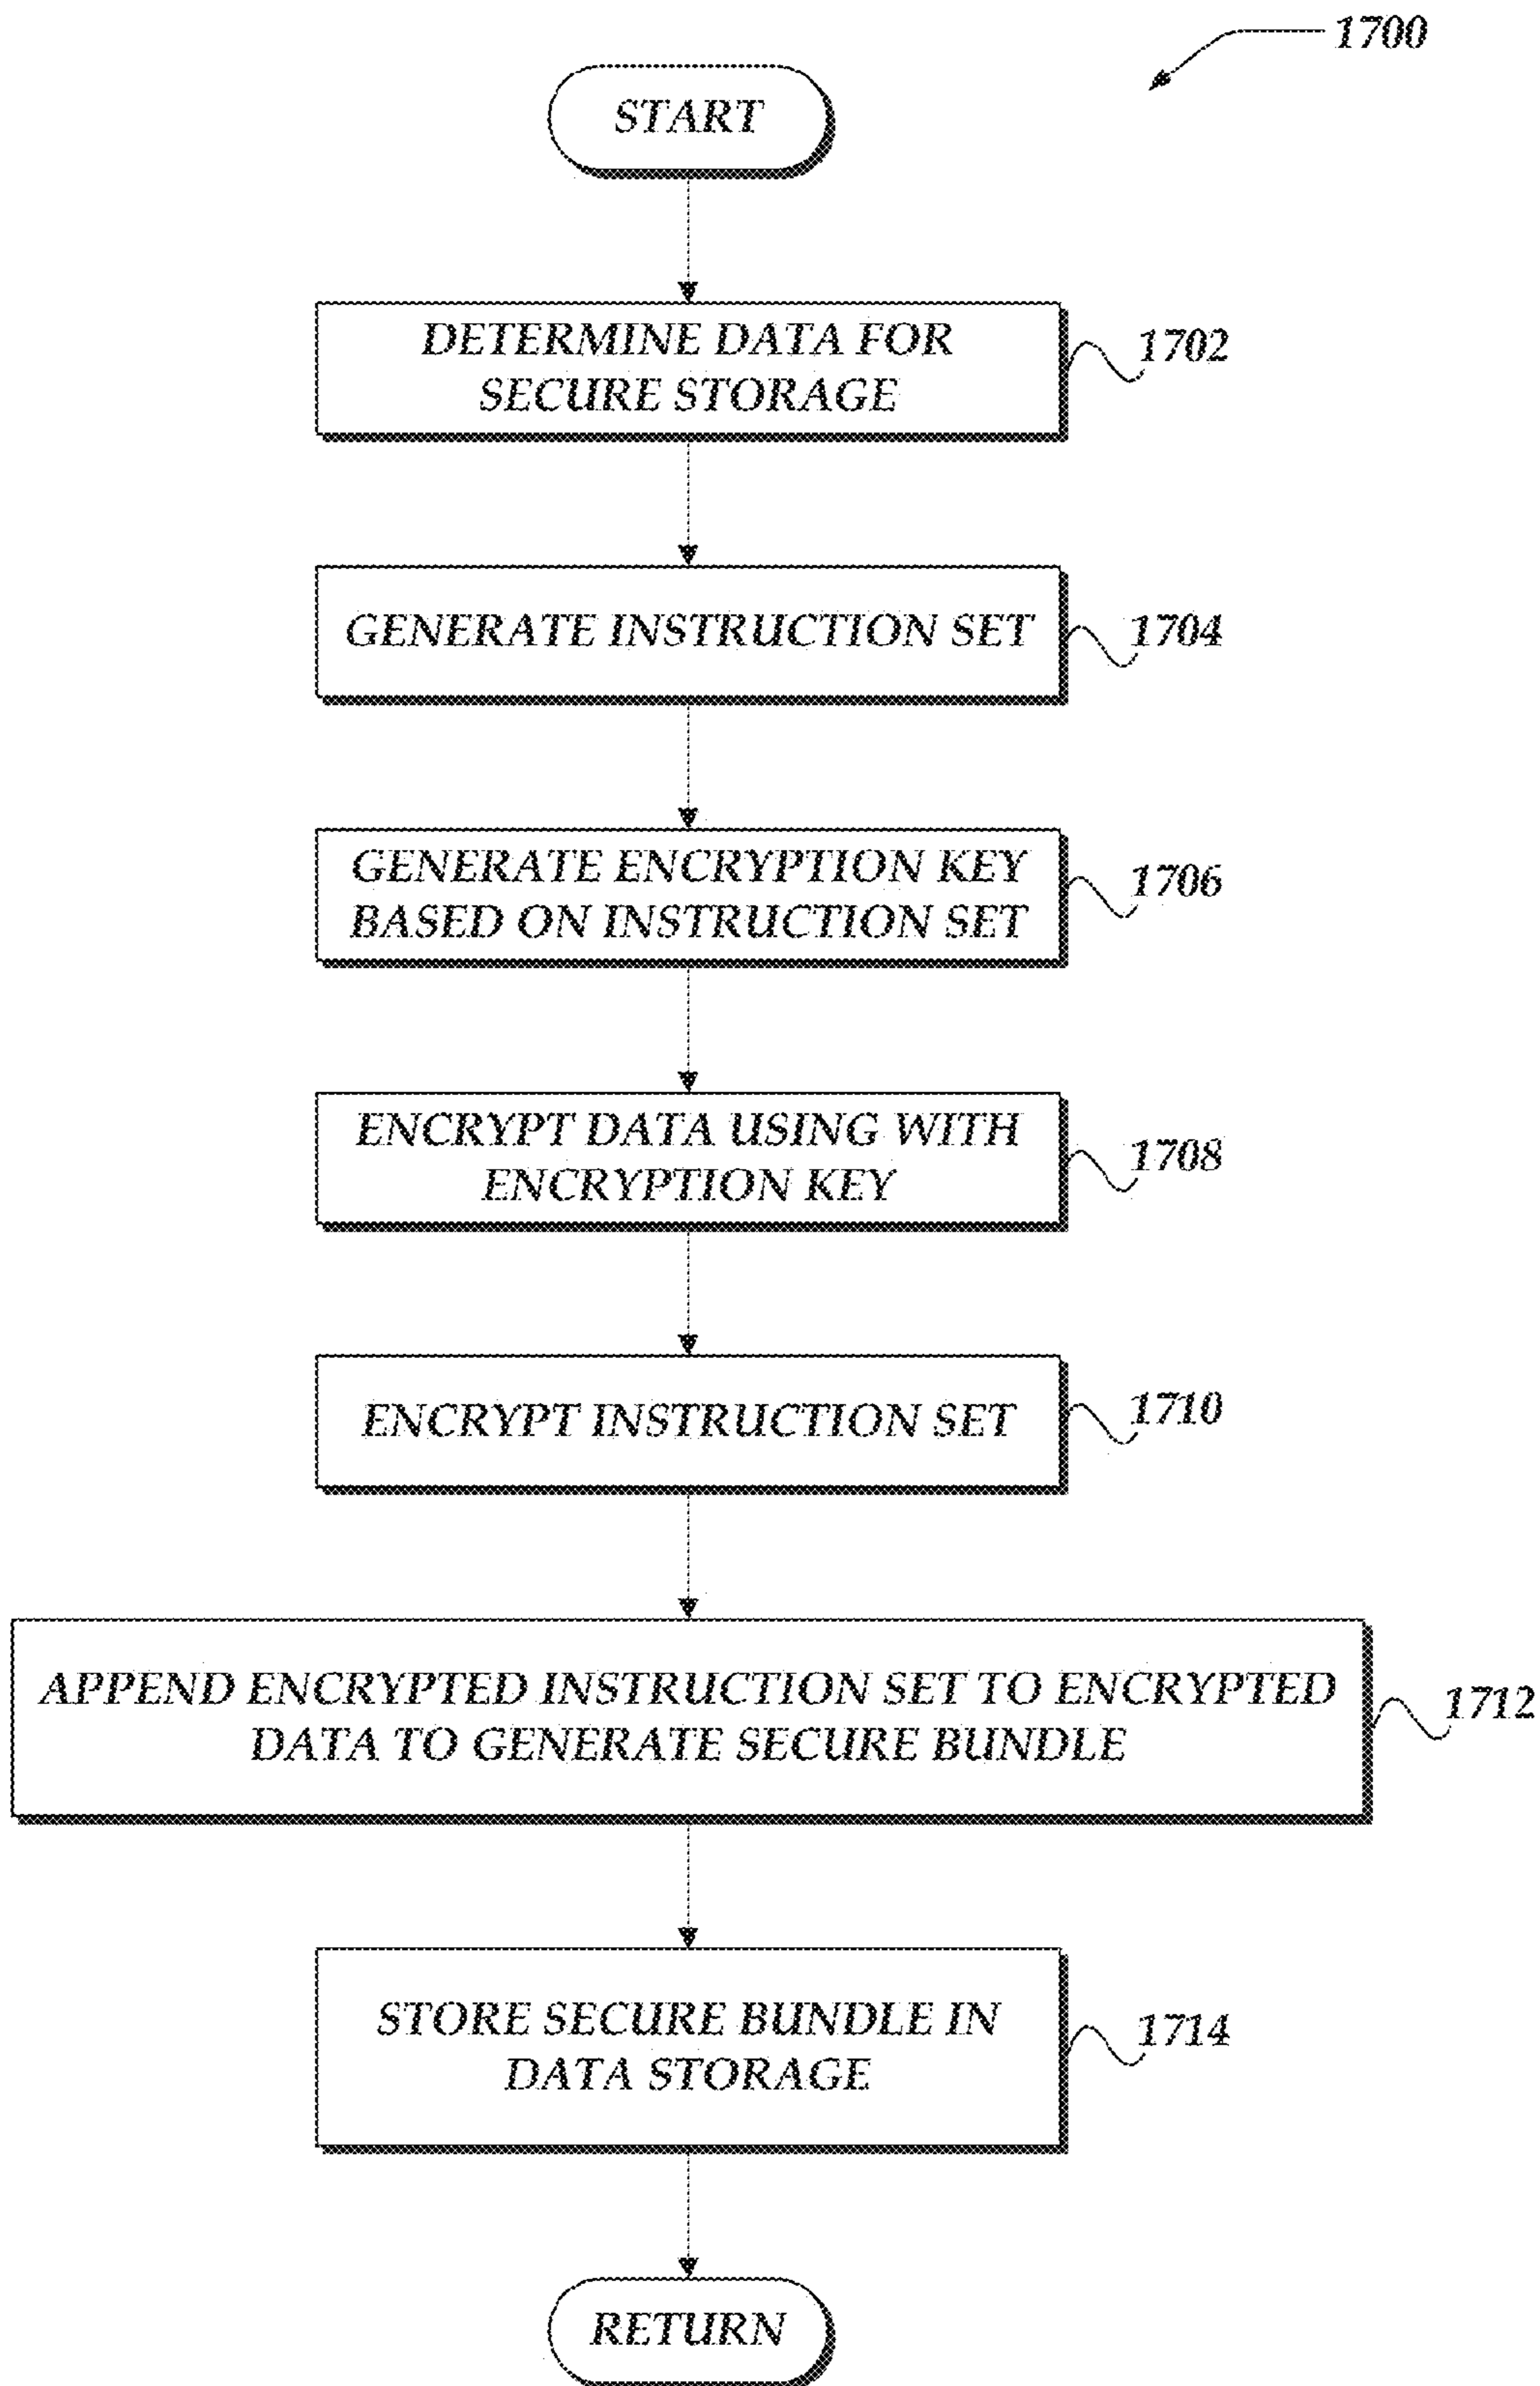 1700
START
DETERMINE DATA FOR
SECURE STORAGE
1702
GENERATE INSTRUCTION SET
1704
GENERATE ENCRYPTION KEY
BASED ON INSTRUCTION SET
1706
ENCRYPT DATA USING WITH
ENCRYPTION KEY
1708
ENCRYPT INSTRUCTION SET
1710
APPEND ENCRYPTED INSTRUCTION SET TO ENCRYPTED
DATA TO GENERATE SECURE BUNDLE
1712
STORE SECURE BUNDLE IN
DATA STORAGE
1714
RETURN